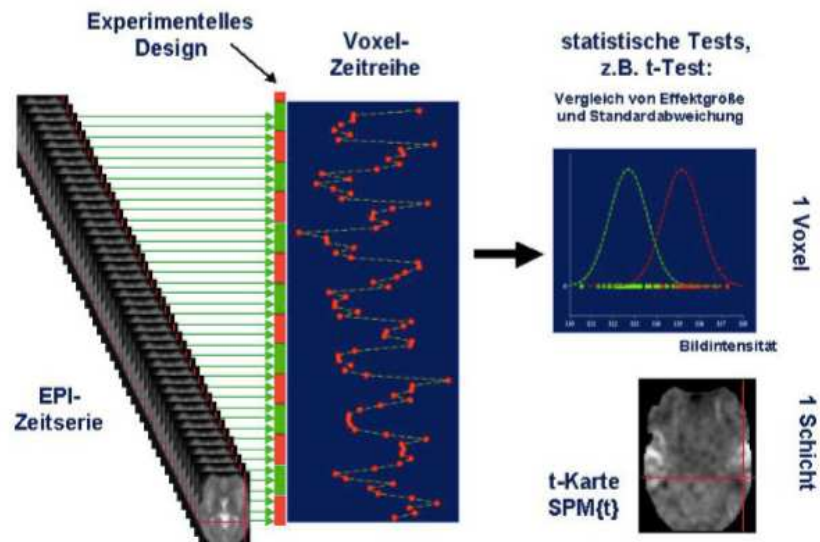 Experimentelles
Design
Voxel-
Zeitreihe
statistische Tests,
z.B. t-Test:
Vergleich von Effektgröße
und Standardabweichung
1 Voxel
Bildintensität
EPI-
Zeitserie
1 Schicht
t-Karte
SPM{t}